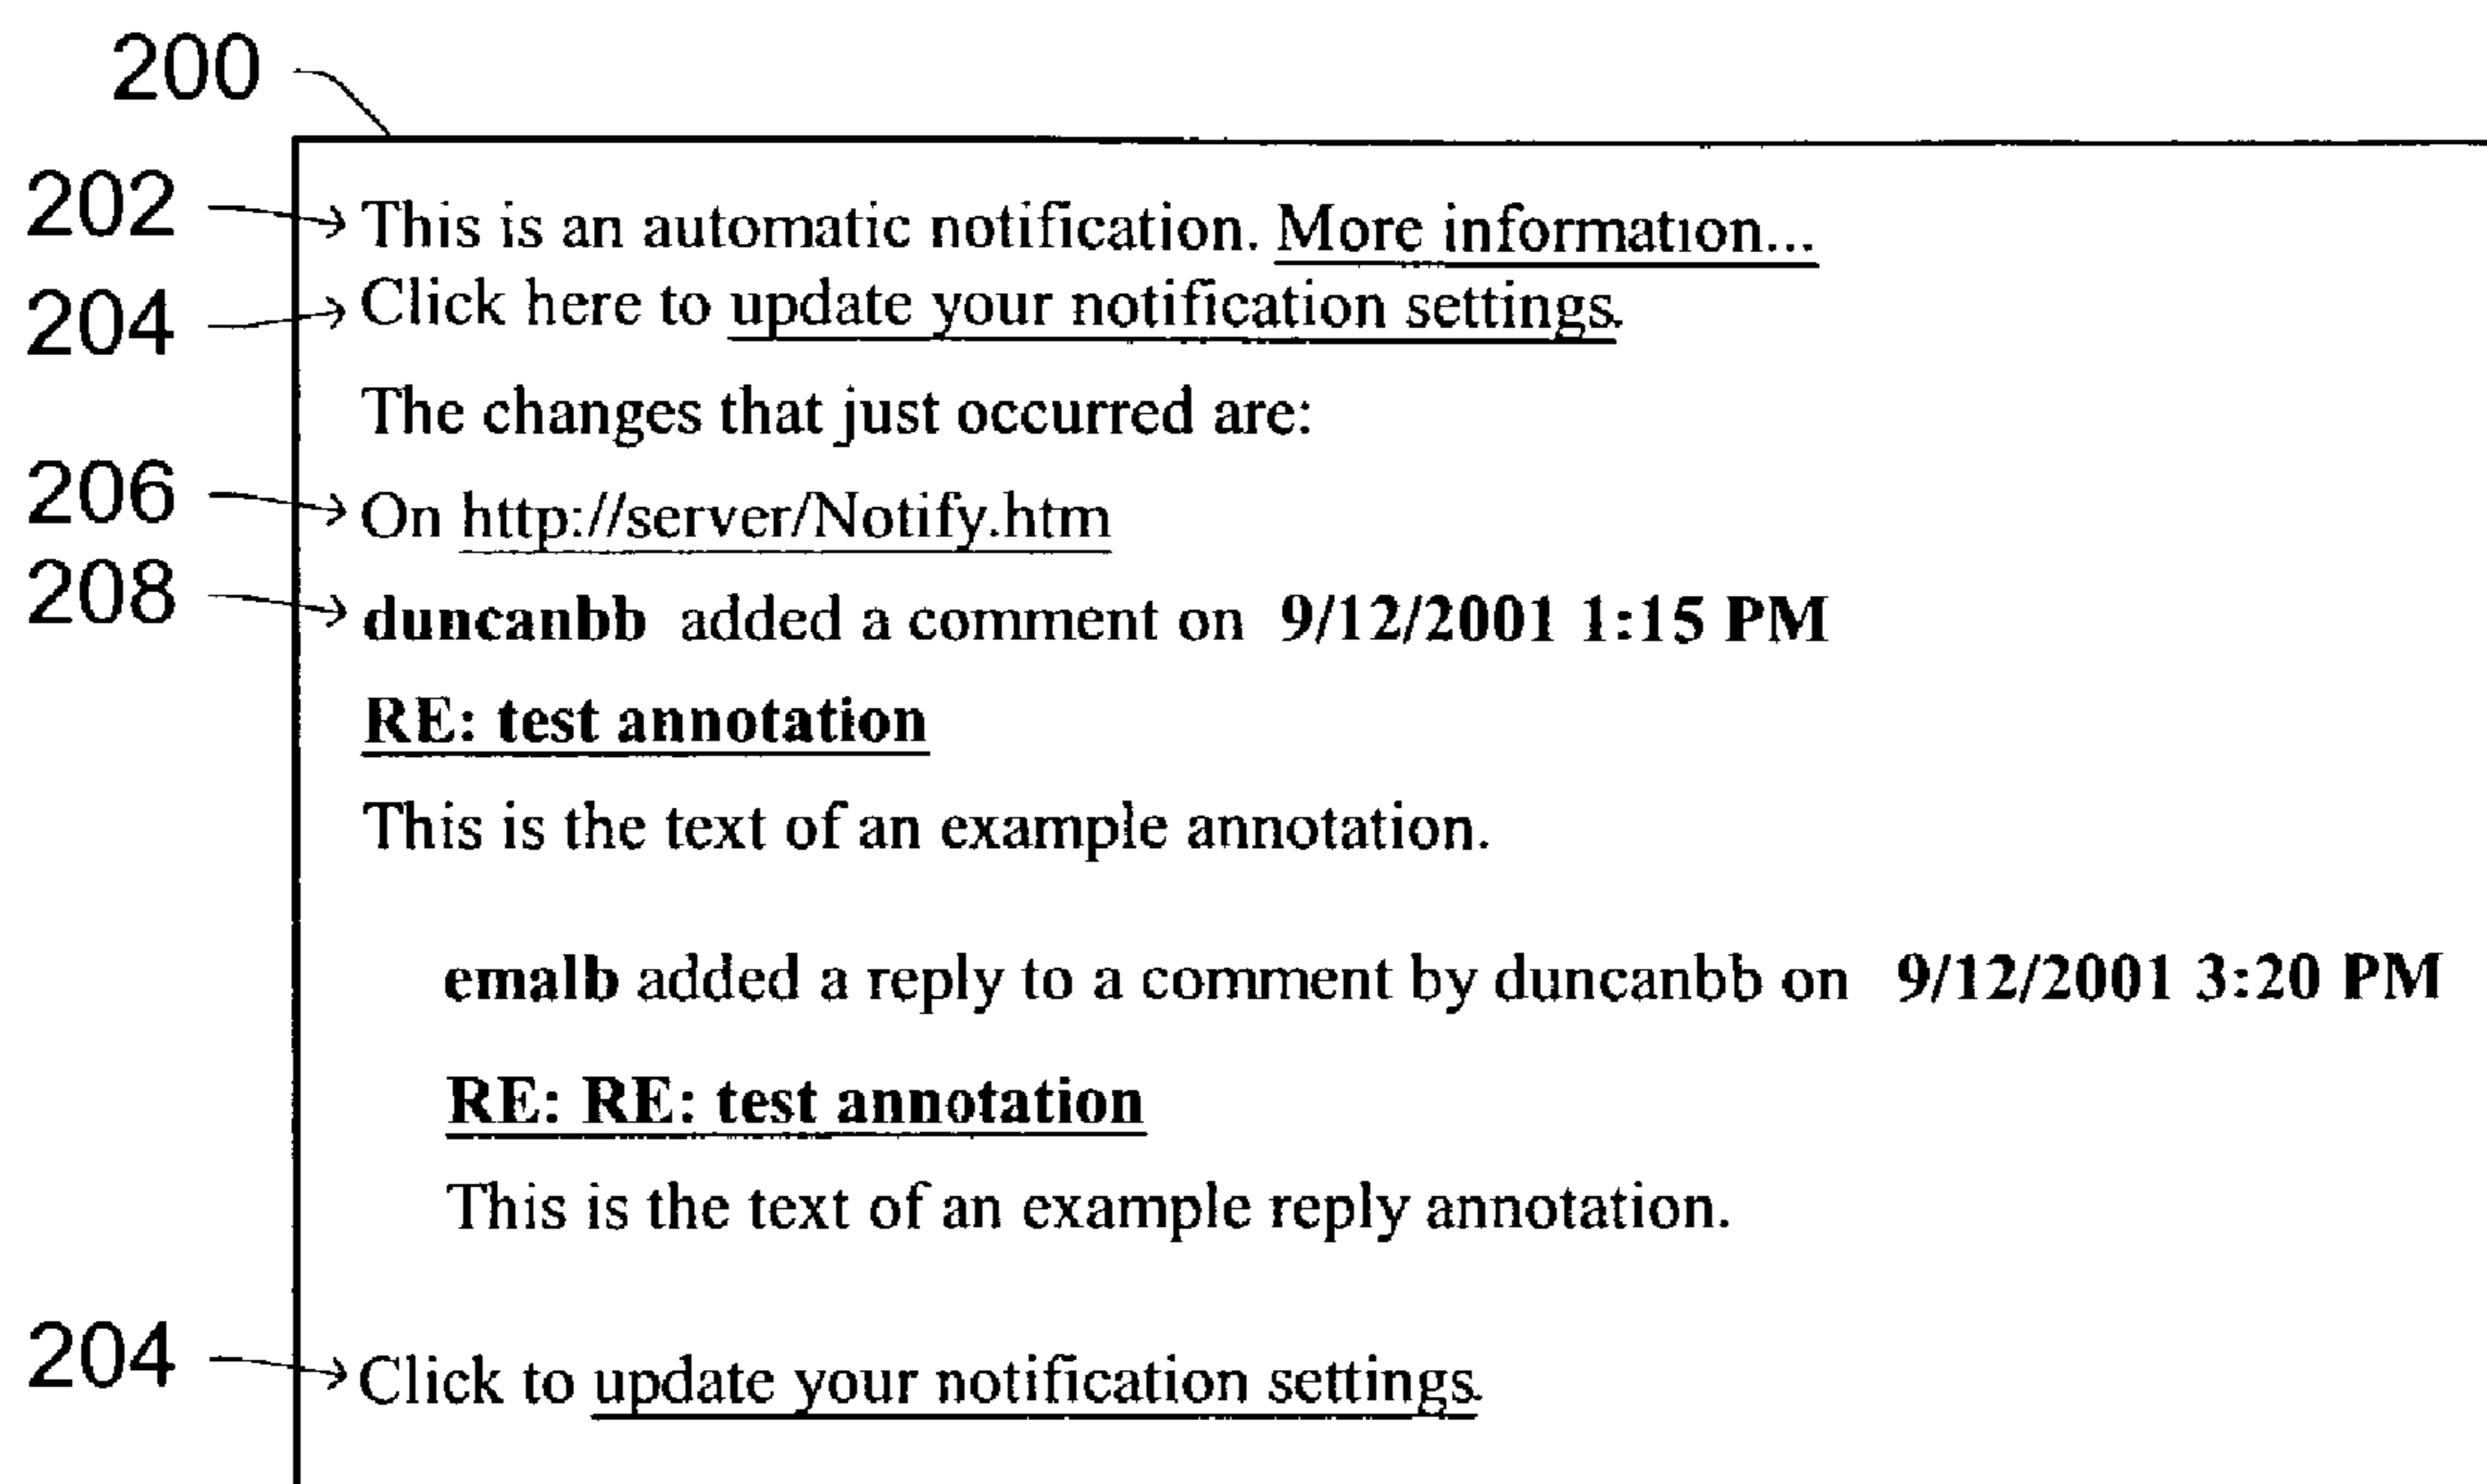 200
202 This is an automatic notification. More information...
204 Click here to update your notification settings.
The changes that just occurred are:
206 On http://server/Notify.htm
208 duncanbb added a comment on 9/12/2001 1:15 PM
RE: test annotation
This is the text of an example annotation.
emalb added a reply to a comment by duncanbb on 9/12/2001 3:20 PM
RE: RE: test annotation
This is the text of an example reply annotation.
204 Click to update your notification settings.